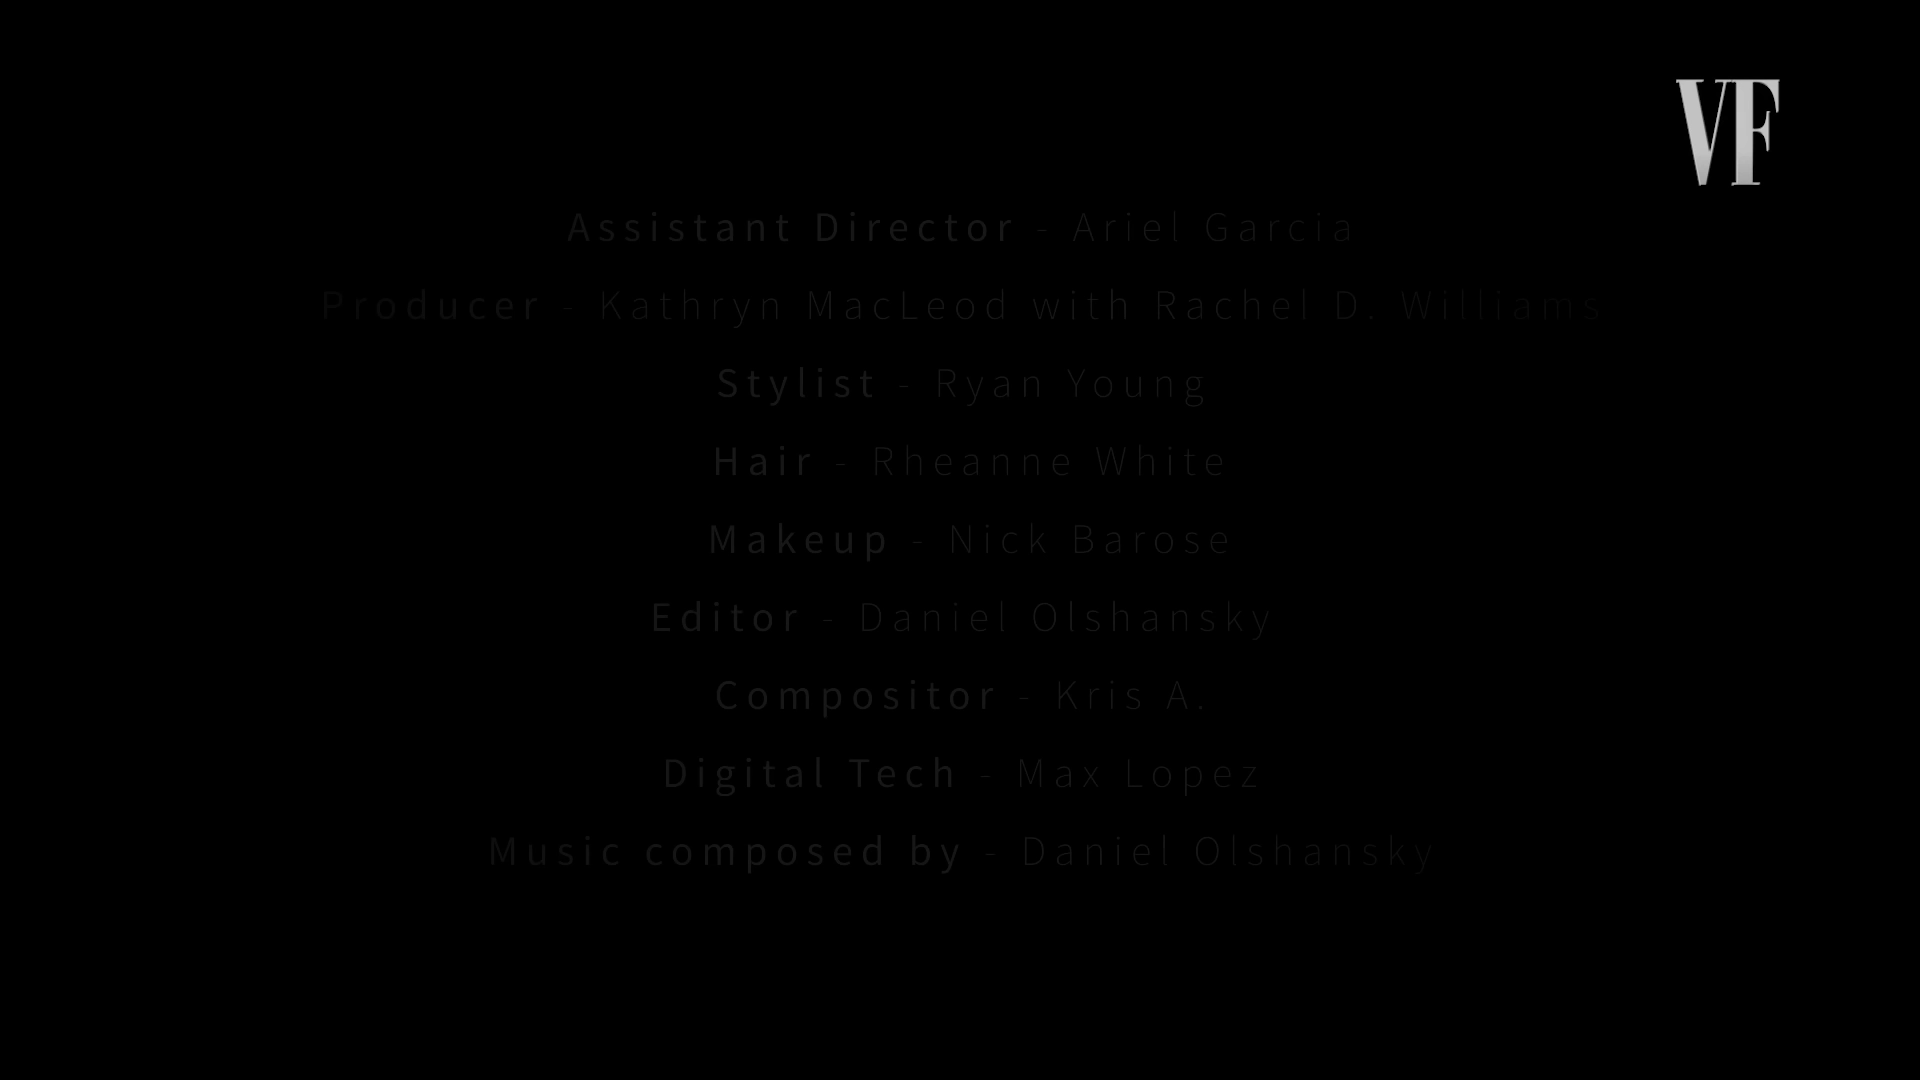 VF
Assistant Director - Ariel Garcia
Producer - Kathryn MacLeod with Rachel D. Williams
Stylist - Ryan Young
Hair - Rheanne White
Makeup - Nick Barose
Editor - Daniel Olshansky
Compositor - Kris A.
Digital Tech - Max Lopez
Music composed by - Daniel Olshansky